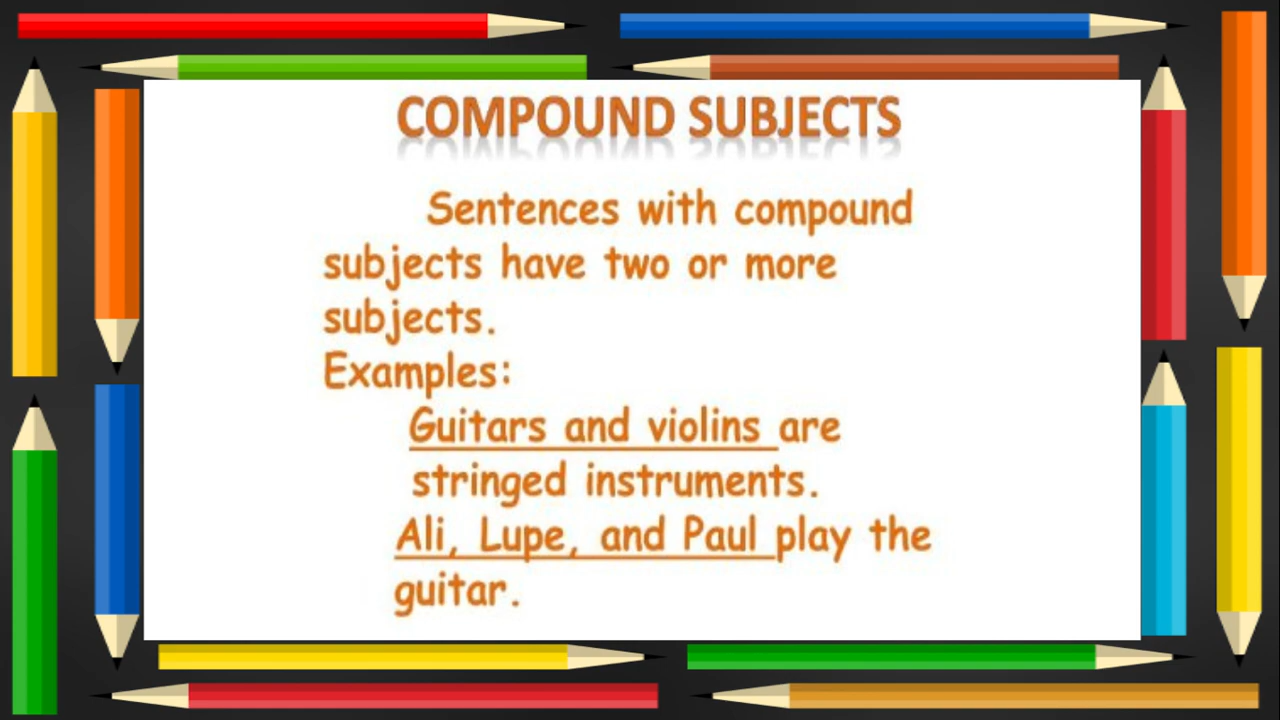 COMPOUND SUBJECTS
Sentences with compound
subjects have two or more
subjects.
Examples:
Guitars and violins are
stringed instruments.
Ali, Lupe, and Paul play the
guitar.